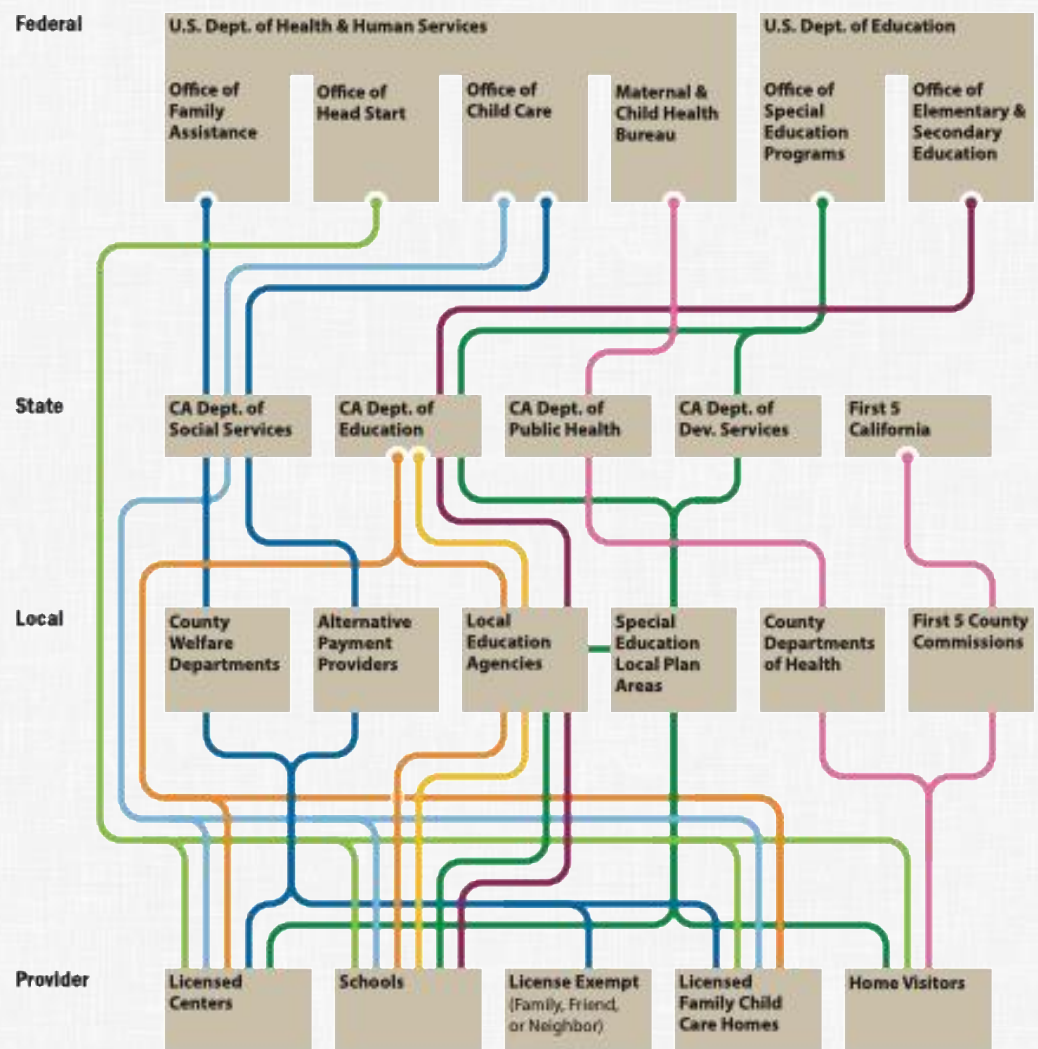 Federal
U.S. Dept. of Health & Human Services
U.S. Dept. of Education
Office of
Family
Assistance
Office of
Head Start
Office of
Child Care
Maternal &
Child Health
Bureau
Office of
Special
Education
Programs
Office of
Elementary &
Secondary
Education
State
CA Dept. of
Social Services
CA Dept. of
Education
CA Dept. of
Public Health
CA Dept. of
Dev. Services
First 5
California
Local
County
Welfare
Departments
Alternative
Payment
Providers
Local
Education
Agencies
Special
Education
Local Plan
Areas
County
Departments
of Health
First 5 County
Commissions
Provider
Licensed
Centers
Schools
License Exempt
(Family, Friend,
or Neighbor)
Licensed
Family Child
Care Homes
Home Visitors